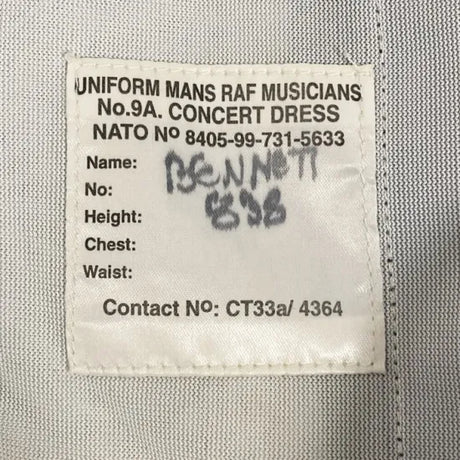 UNIFORM MANS RAF MUSICIANS
No.9A. CONCERT DRESS
NATO No 8405-99-731-5633
Name: BENNETT
No: 898
Height:
Chest:
Waist:
Contact No: CT33a/ 4364